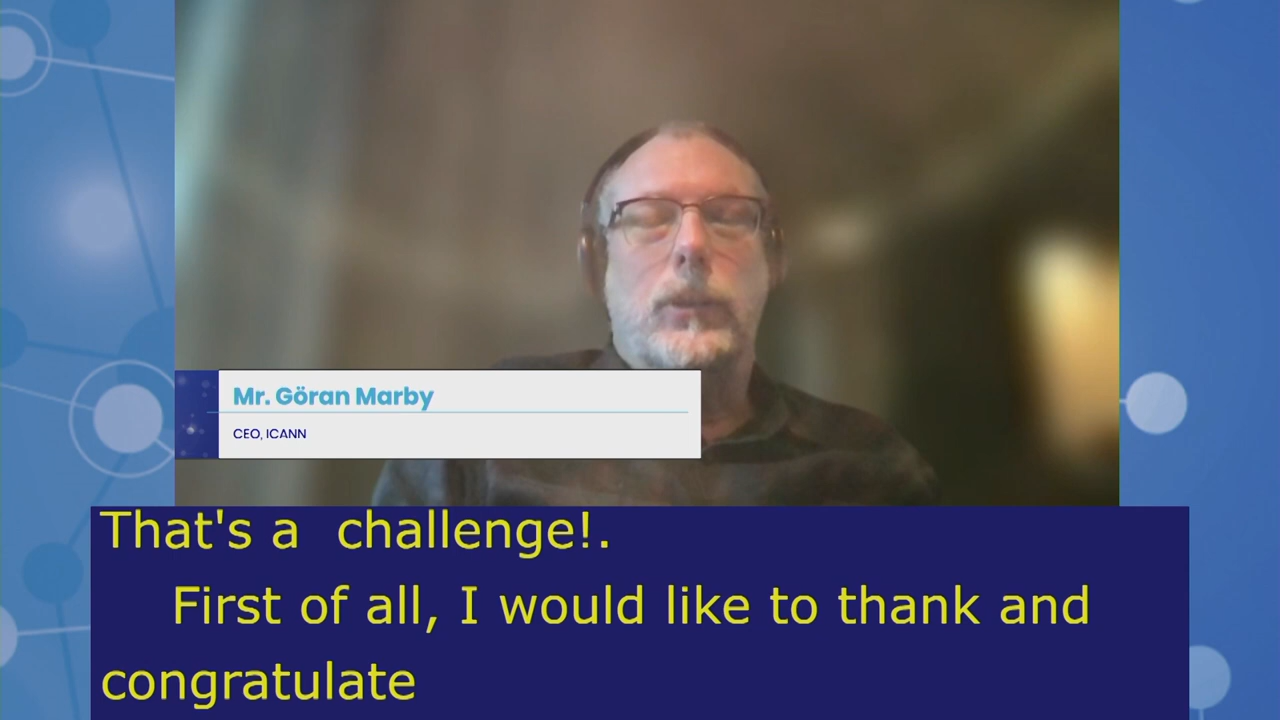 Mr. Göran Marby
CEO, ICANN
That's a  challenge!.
First of all, I would like to thank and
congratulate